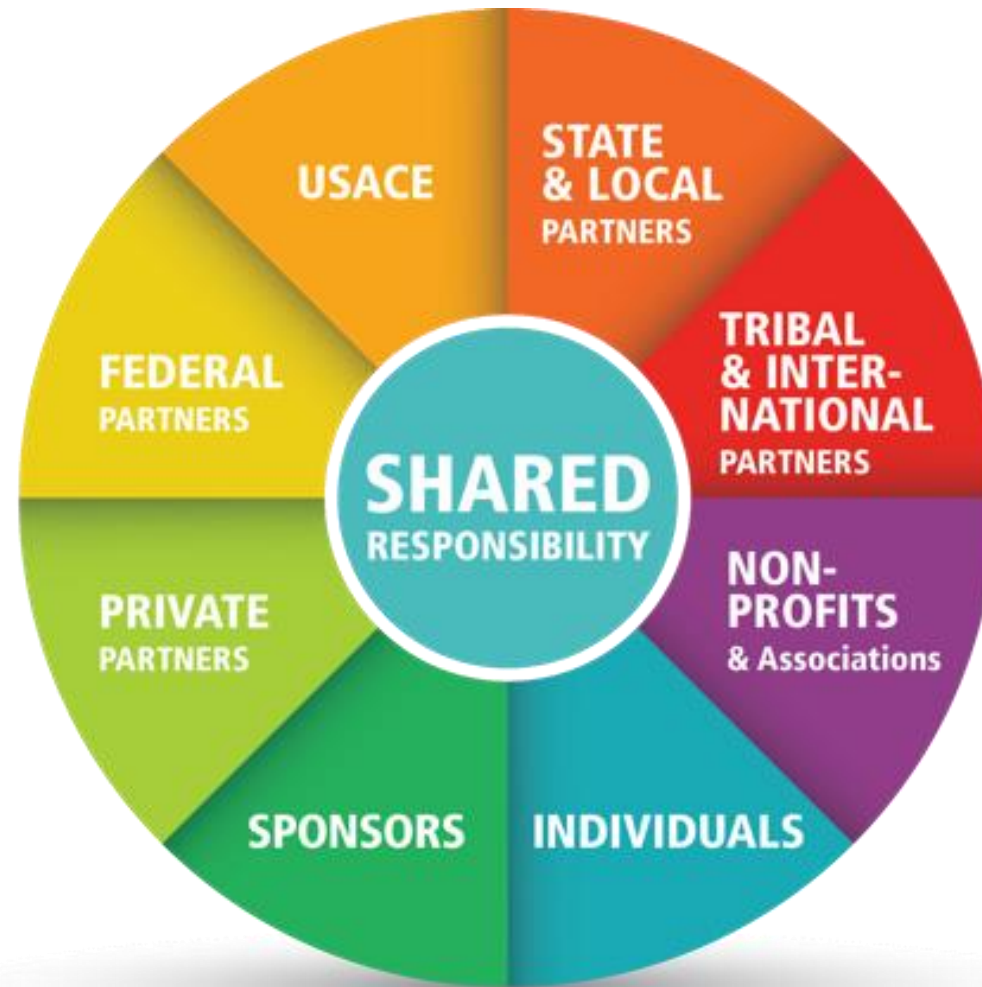 USACE
STATE
& LOCAL
PARTNERS
TRIBAL
& INTER-
NATIONAL
PARTNERS
NON-
PROFITS
& Associations
INDIVIDUALS
SPONSORS
PRIVATE
PARTNERS
FEDERAL
PARTNERS
SHARED
RESPONSIBILITY